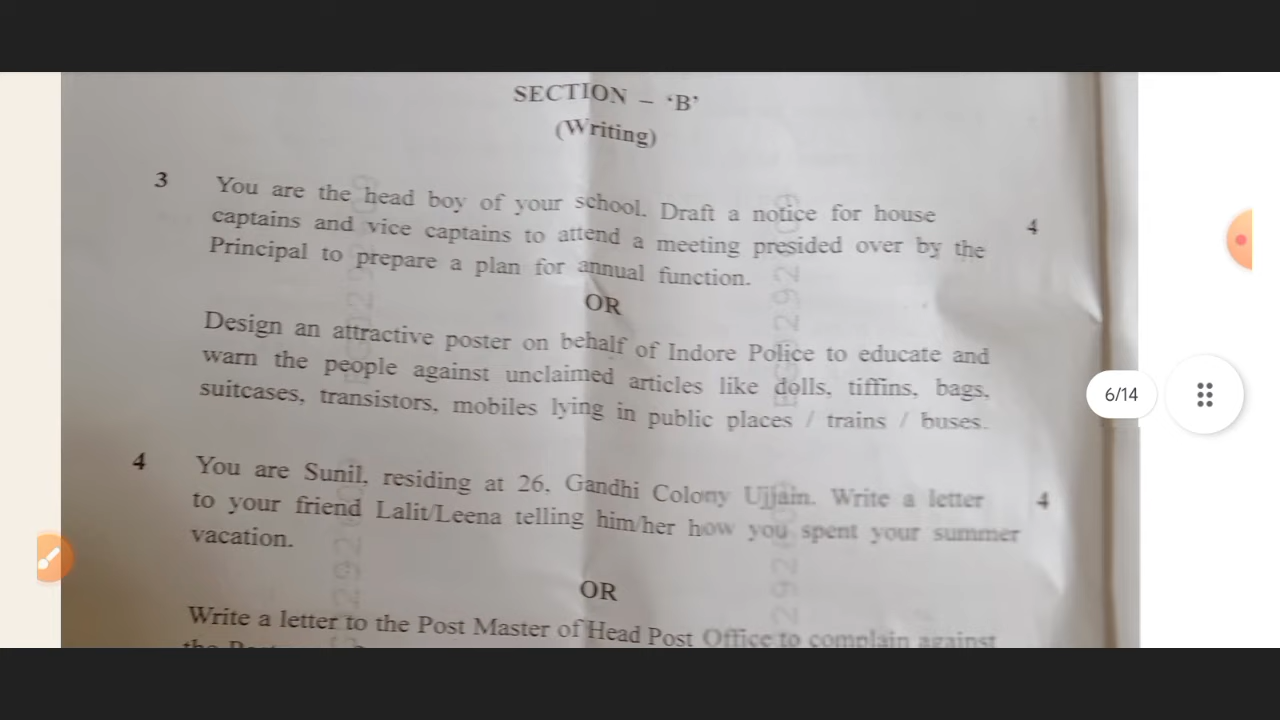 SECTION – 'B'
(Writing)
3 You are the head boy of your school. Draft a notice for house 4
captains and vice captains to attend a meeting presided over by the
Principal to prepare a plan for annual function.
OR
Design an attractive poster on behalf of Indore Police to educate and
warn the people against unclaimed articles like dolls, tiffins, bags,
suitcases, transistors, mobiles lying in public places / trains / buses.
6/14
4 You are Sunil, residing at 26, Gandhi Colony Ujjain. Write a letter 4
to your friend Lalit/Leena telling him/her how you spent your summer
vacation.
OR
Write a letter to the Post Master of Head Post Office to complain against